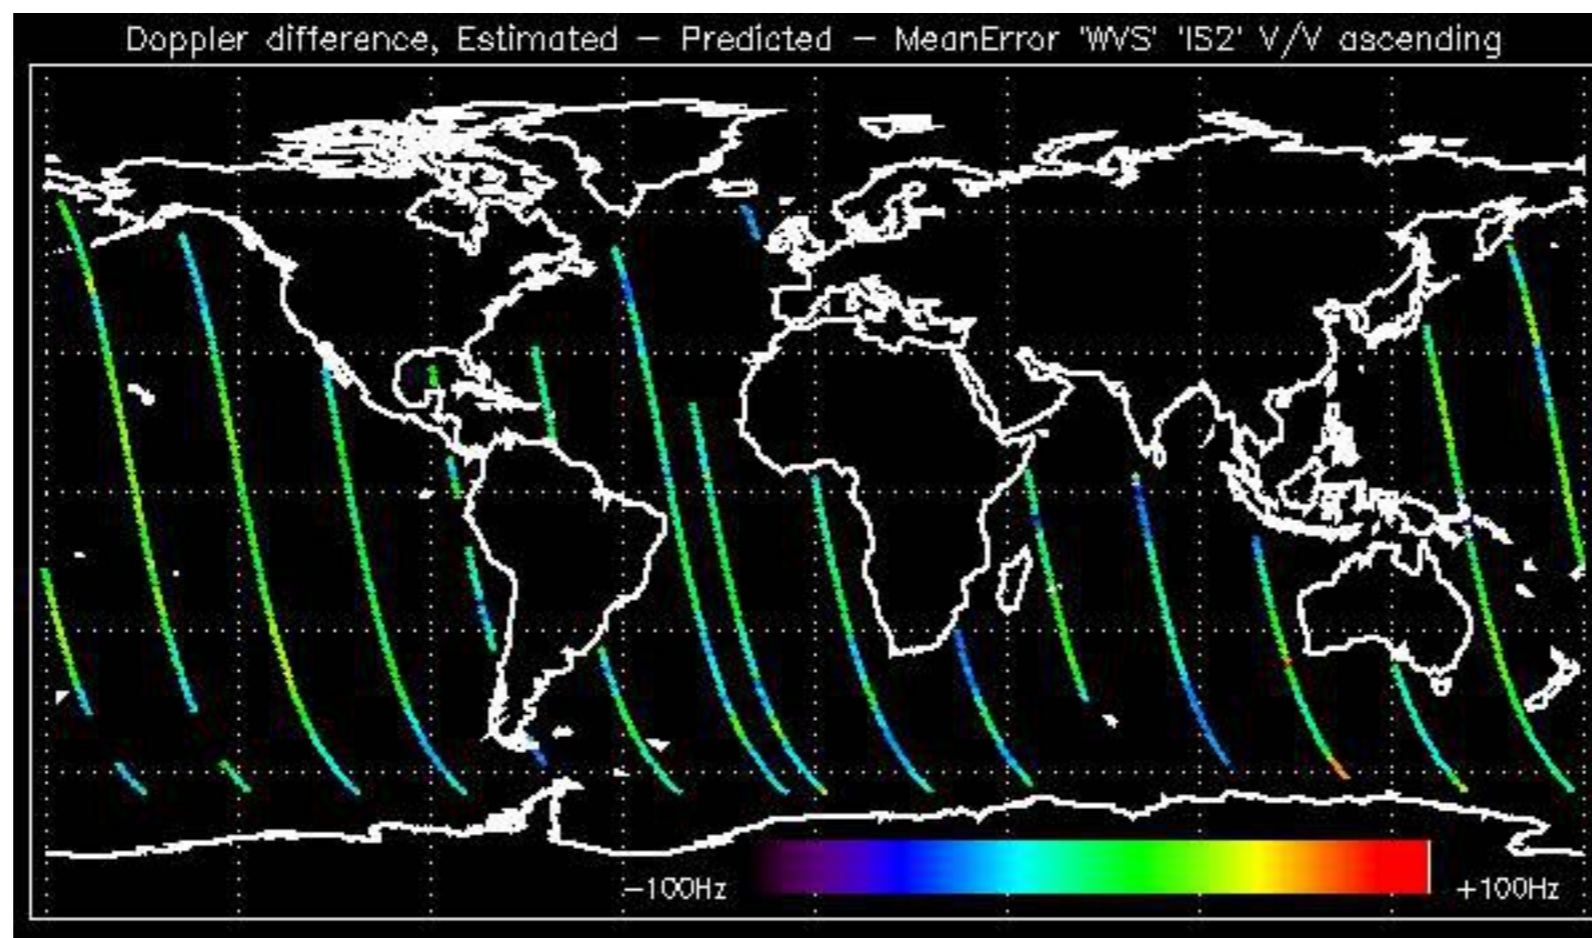 Doppler difference, Estimated – Predicted – MeanError 'WVS' 'IS2' V/V ascending
−100Hz
+100Hz